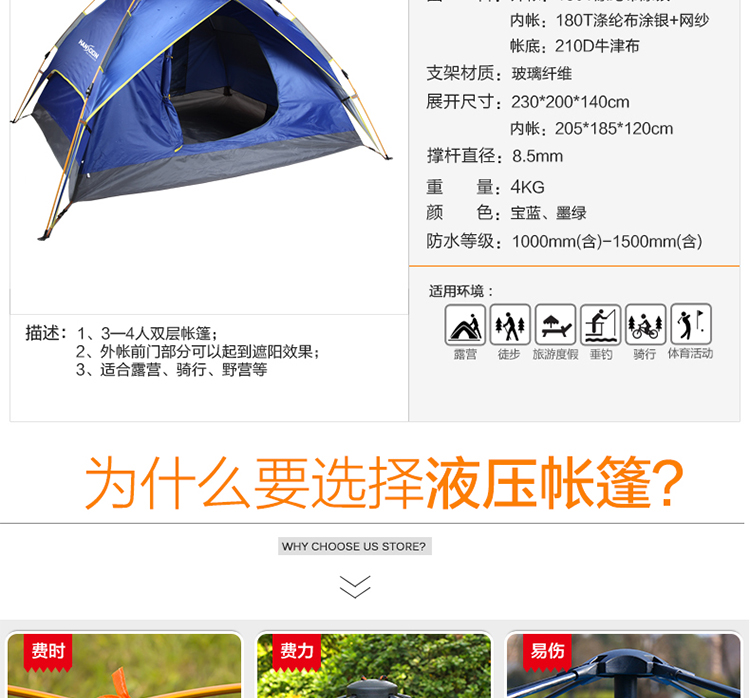 内帐：180T涤纶布涂银+网纱
帐底：210D牛津布
支架材质：玻璃纤维
展开尺寸：230*200*140cm
内帐：205*185*120cm
撑杆直径：8.5mm
重 量：4KG
颜 色：宝蓝、墨绿
防水等级：1000mm(含)-1500mm(含)
适用环境：
露营 徒步 旅游度假 垂钓 骑行 体育活动
描述：1、3—4人双层帐篷；
2、外帐前门部分可以起到遮阳效果；
3、适合露营、骑行、野营等
为什么要选择液压帐篷?
WHY CHOOSE US STORE?
费时 费力 易伤